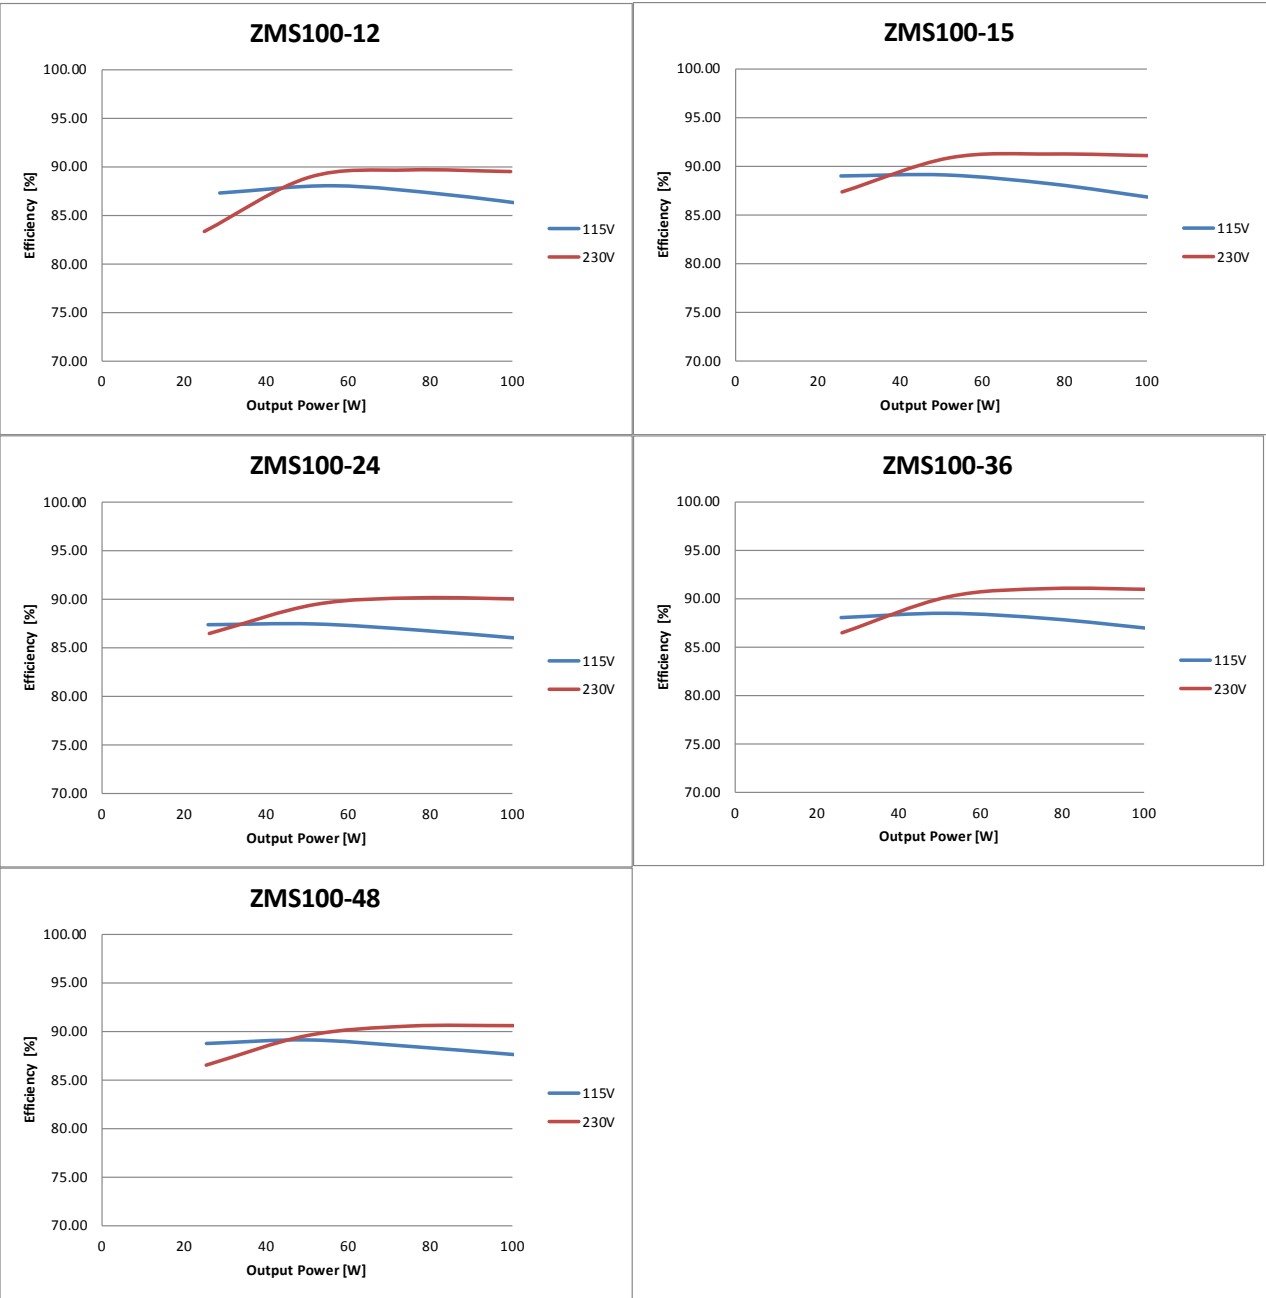 ZMS100-12
100.00
95.00
90.00
85.00
80.00
75.00
70.00
Efficiency [%]
0 20 40 60 80 100
Output Power [W]
115V
230V
ZMS100-15
100.00
95.00
90.00
85.00
80.00
75.00
70.00
Efficiency [%]
0 20 40 60 80 100
Output Power [W]
115V
230V
ZMS100-24
100.00
95.00
90.00
85.00
80.00
75.00
70.00
Efficiency [%]
0 20 40 60 80 100
Output Power [W]
115V
230V
ZMS100-36
100.00
95.00
90.00
85.00
80.00
75.00
70.00
Efficiency [%]
0 20 40 60 80 100
Output Power [W]
115V
230V
ZMS100-48
100.00
95.00
90.00
85.00
80.00
75.00
70.00
Efficiency [%]
0 20 40 60 80 100
Output Power [W]
115V
230V